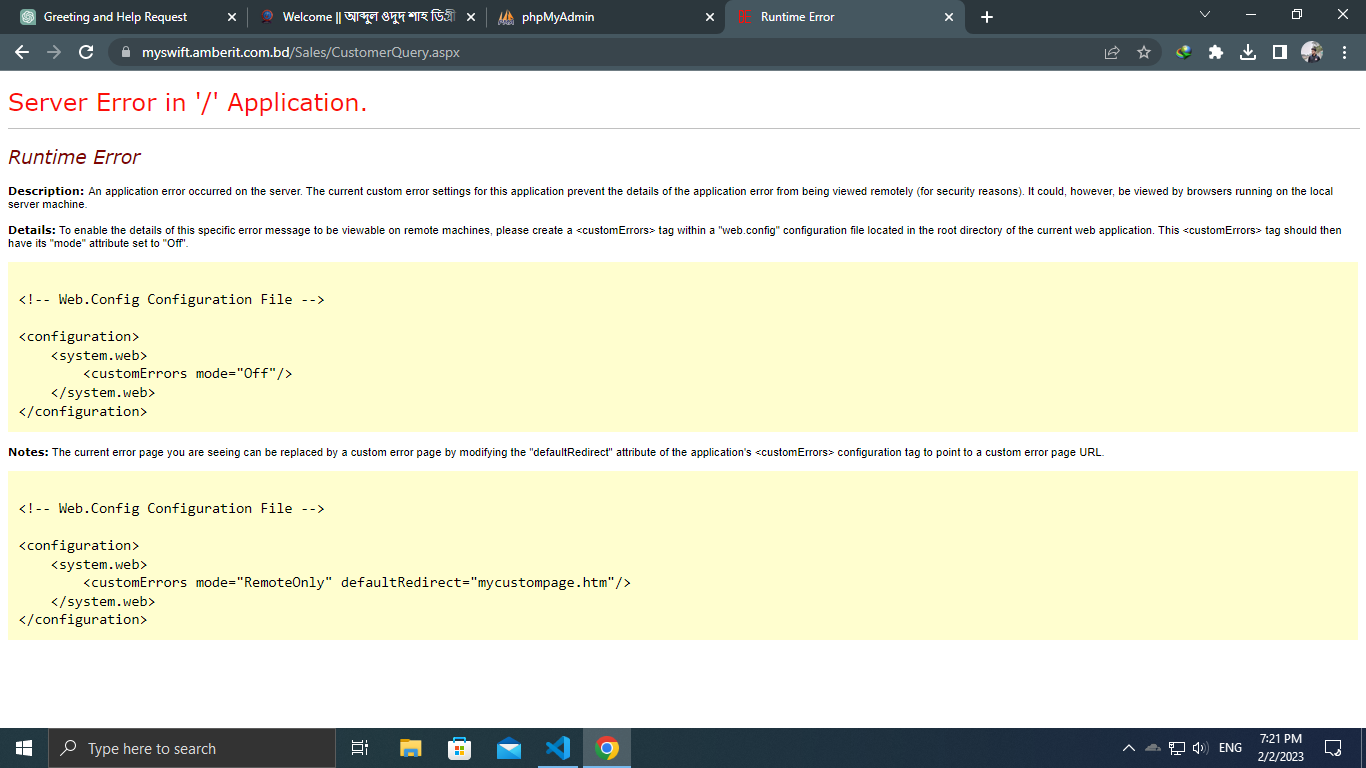 Greeting and Help Request
Welcome || আব্দুল ওদুদ শাহ ডিগ্রী
phpMyAdmin
Runtime Error
myswift.amberit.com.bd/Sales/CustomerQuery.aspx
Server Error in '/' Application.
Runtime Error
Description: An application error occurred on the server. The current custom error settings for this application prevent the details of the application error from being viewed remotely (for security reasons). It could, however, be viewed by browsers running on the local
server machine.
Details: To enable the details of this specific error message to be viewable on remote machines, please create a <customErrors> tag within a "web.config" configuration file located in the root directory of the current web application. This <customErrors> tag should then
have its "mode" attribute set to "Off".
<!-- Web.Config Configuration File -->
<configuration>
    <system.web>
        <customErrors mode="Off"/>
    </system.web>
</configuration>
Notes: The current error page you are seeing can be replaced by a custom error page by modifying the "defaultRedirect" attribute of the application's <customErrors> configuration tag to point to a custom error page URL.
<!-- Web.Config Configuration File -->
<configuration>
    <system.web>
        <customErrors mode="RemoteOnly" defaultRedirect="mycustompage.htm"/>
    </system.web>
</configuration>
Type here to search
ENG
7:21 PM
2/2/2023